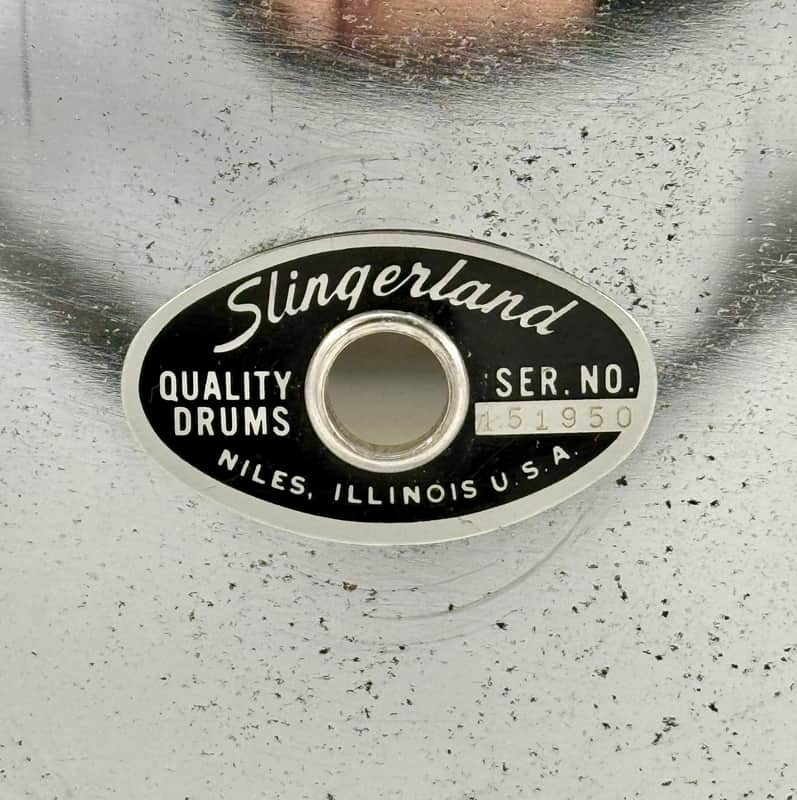 Slingerland
QUALITY
DRUMS
SER. NO.
151950
NILES, ILLINOIS U.S.A.